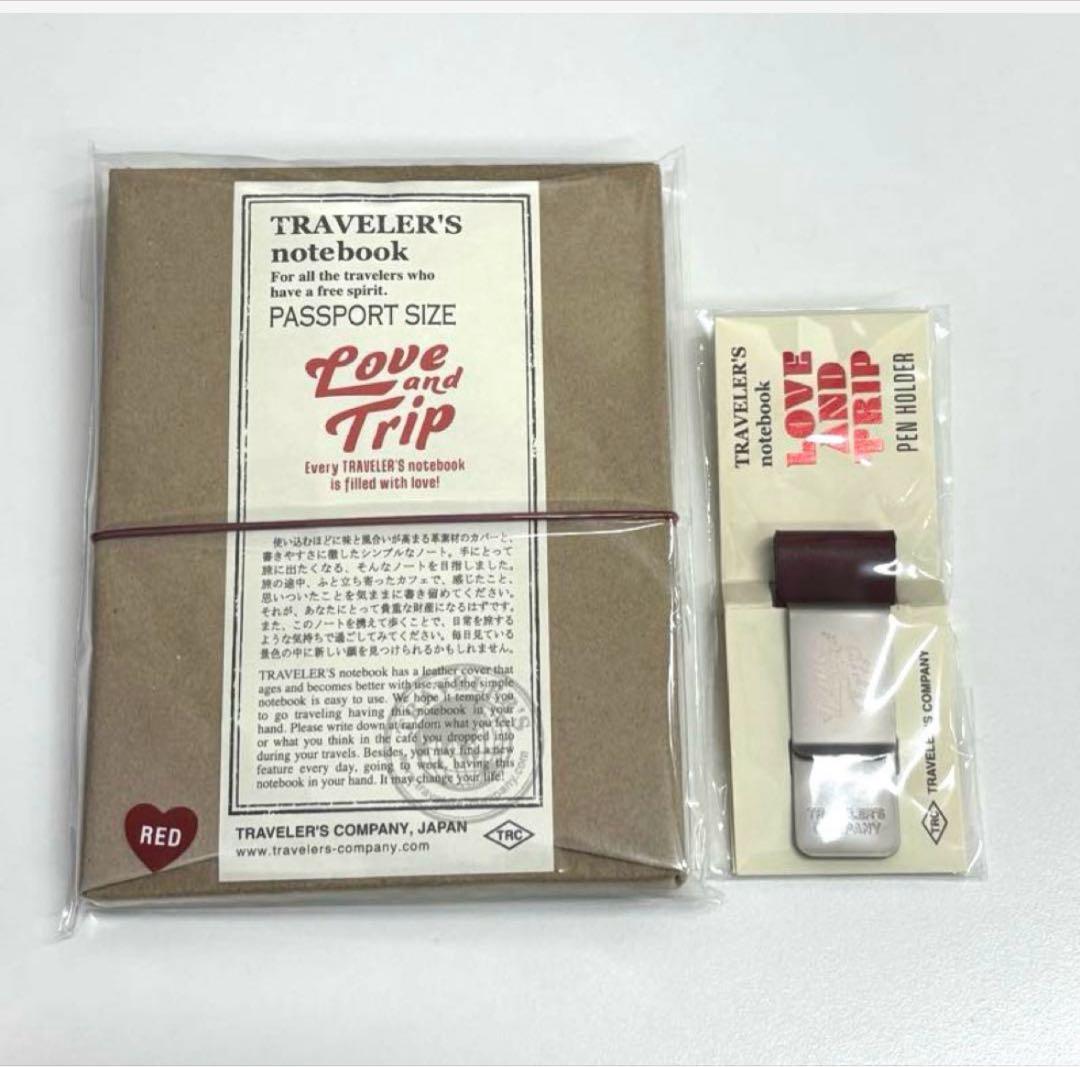 TRAVELER'S
notebook
For all the travelers who
have a free spirit.
PASSPORT SIZE
Love
and
Trip
Every TRAVELER'S notebook
is filled with love!
使い込むほどに味と風合いが高まる革素材のカバーと、
書きやすさに徹したシンプルなノート。手にとって
旅に出たくなる、そんなノートを目指しました。
旅の途中、ふと立ち寄ったカフェで、感じたこと、
思いついたことを気ままに書き留めてください。
それが、あなたにとって貴重な財産になるはずです。
また、このノートを携えて歩くことで、日常を旅する
ような気持ちで過ごしてみてください。毎日見ている
景色の中に新しい顔を見つけられるかもしれません。
TRAVELER'S notebook has a leather cover that
ages and becomes better with use, and the simple
notebook is easy to use. We hope it tempts you
to go traveling having this notebook in your
hand. Please write down at random what you feel
or what you think in the café you dropped into
during your travels. Besides, you may find a new
feature every day, going to work, having this
notebook in your hand. It may change your life!
RED
TRAVELER'S COMPANY, JAPAN
www.travelers-company.com
TRC
TRAVELER'S
notebook
LOVE
AND
TRIP
PEN HOLDER
TRAVELER'S
COMPANY
TRC
TRAVELER'S COMPANY